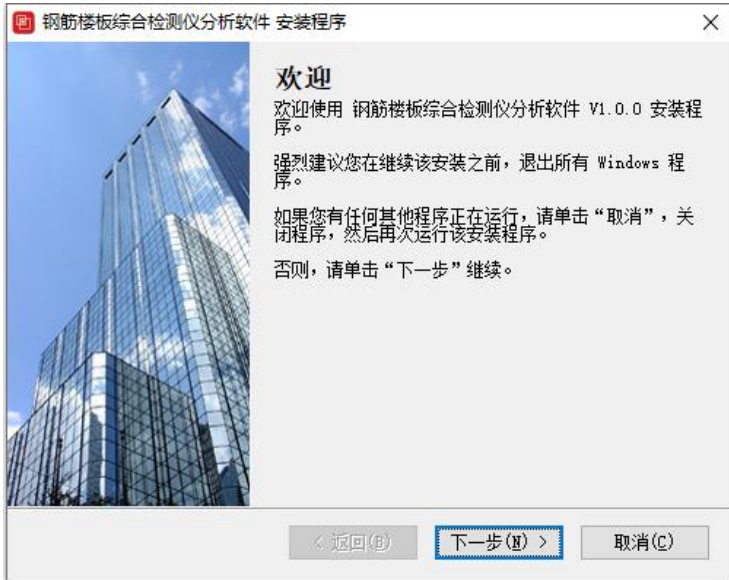 钢筋楼板综合检测仪分析软件 安装程序
欢迎
欢迎使用 钢筋楼板综合检测仪分析软件 V1.0.0 安装程
序。
强烈建议您在继续该安装之前，退出所有 Windows 程
序。
如果您有任何其他程序正在运行，请单击“取消”，关
闭程序，然后再次运行该安装程序。
否则，请单击“下一步”继续。
< 返回(B)
下一步(N) >
取消(C)